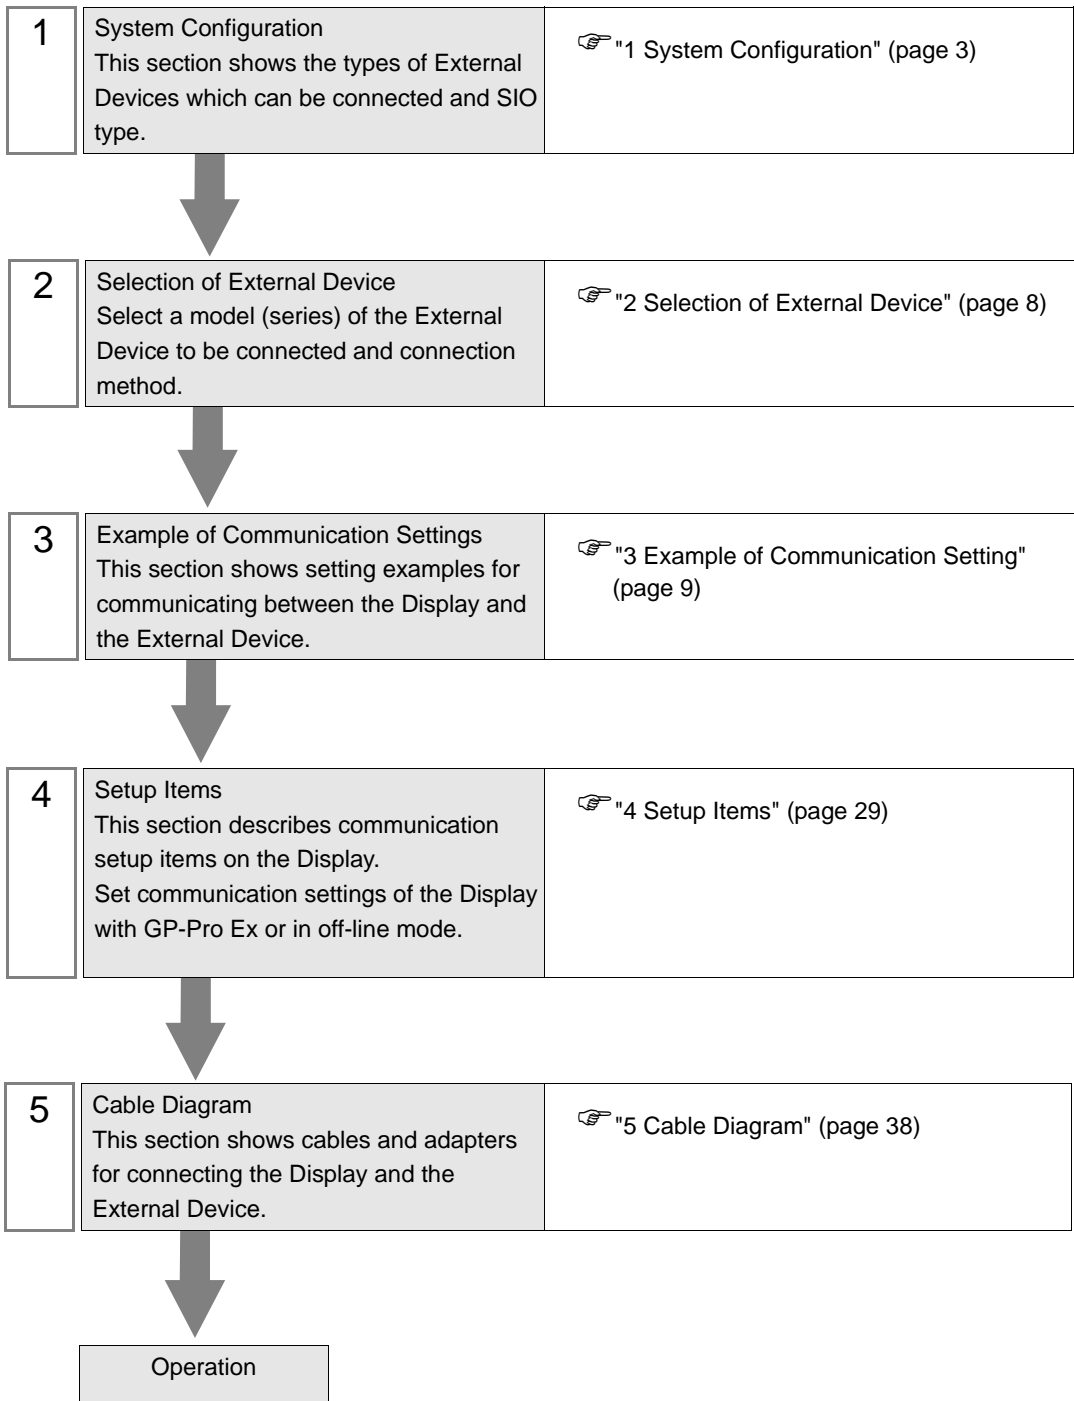 1
System Configuration
This section shows the types of External
Devices which can be connected and SIO
type.
"1 System Configuration" (page 3)
2
Selection of External Device
Select a model (series) of the External
Device to be connected and connection
method.
"2 Selection of External Device" (page 8)
3
Example of Communication Settings
This section shows setting examples for
communicating between the Display and
the External Device.
"3 Example of Communication Setting"
(page 9)
4
Setup Items
This section describes communication
setup items on the Display.
Set communication settings of the Display
with GP-Pro Ex or in off-line mode.
"4 Setup Items" (page 29)
5
Cable Diagram
This section shows cables and adapters
for connecting the Display and the
External Device.
"5 Cable Diagram" (page 38)
Operation